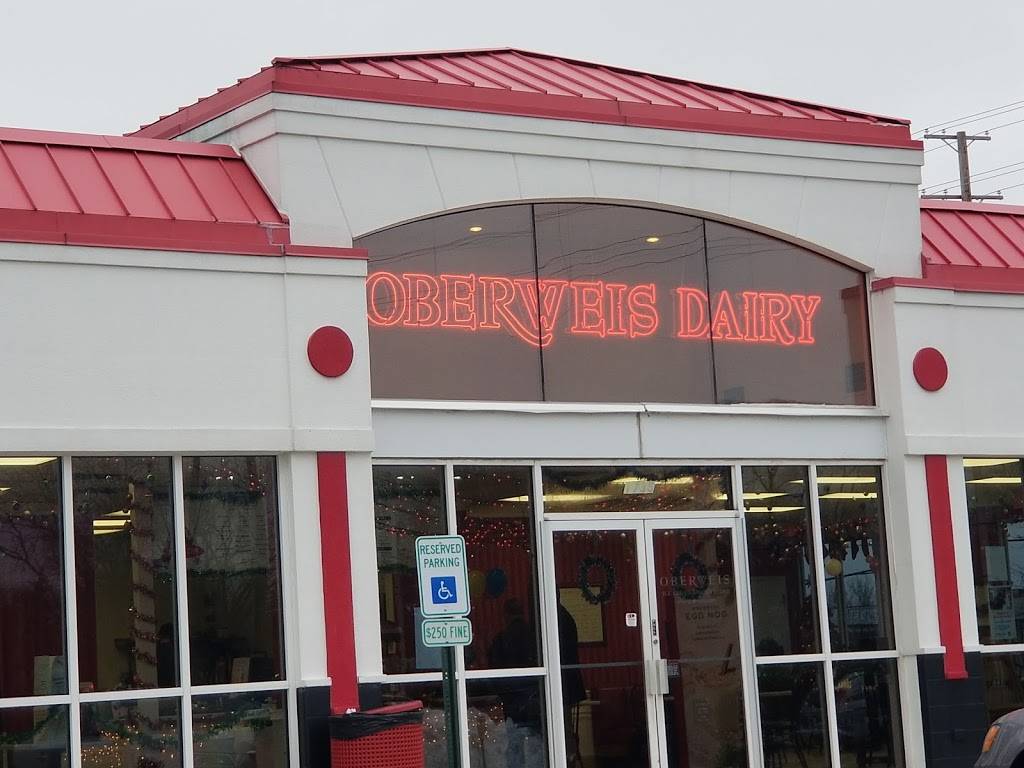 OBERWEIS DAIRY
RESERVED
PARKING
$250 FINE
OBERWEIS
EGG NOG